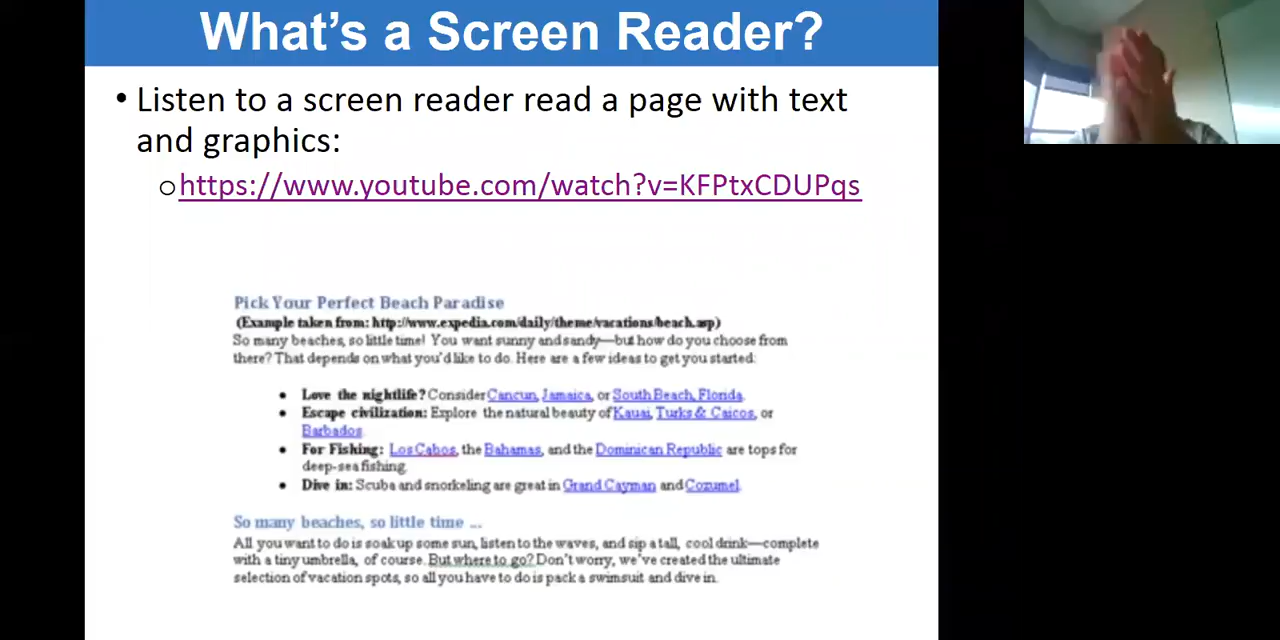 What's a Screen Reader?
• Listen to a screen reader read a page with text
and graphics:
https://www.youtube.com/watch?v=KFPtxCDUPqs
Pick Your Perfect Beach Paradise
(Example taken from: http://www.expedia.com/daily/theme/vacations/beach.asp)
So many beaches, so little time! You want sunny and sandy—but how do you choose from
there? That depends on what you'd like to do. Here are a few ideas to get you started:
• Love the nightlife? Consider Cancun, Jamaica, or South Beach, Florida.
• Escape civilization: Explore the natural beauty of Kauai, Turks & Caicos, or
Barbados.
• For Fishing: Los Cabos, the Bahamas, and the Dominican Republic are tops for
deep-sea fishing.
• Dive in: Scuba and snorkeling are great in Grand Cayman and Cozumel.
So many beaches, so little time ...
All you want to do is soak up some sun, listen to the waves, and sip a tall, cool drink—complete
with a tiny umbrella, of course. But where to go? Don't worry, we've created the ultimate
selection of vacation spots, so all you have to do is pack a swimsuit and dive in.